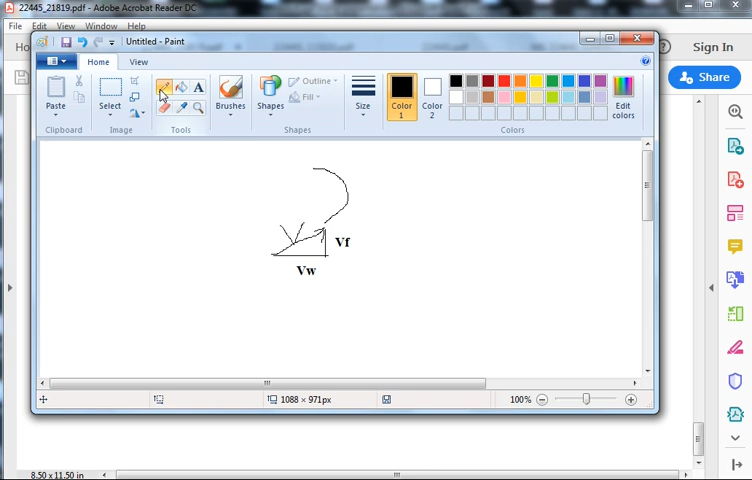 22445_21819.pdf - Adobe Acrobat Reader DC
File Edit View Window Help
Untitled - Paint
Sign In
Home View
Share
Paste
Select
Brushes
Shapes
Outline
Fill
Size
Color 1
Color 2
Edit colors
Clipboard Image Tools Shapes Colors
V
Vf
Vw
1088 × 971px
100%
8.50 x 11.50 in